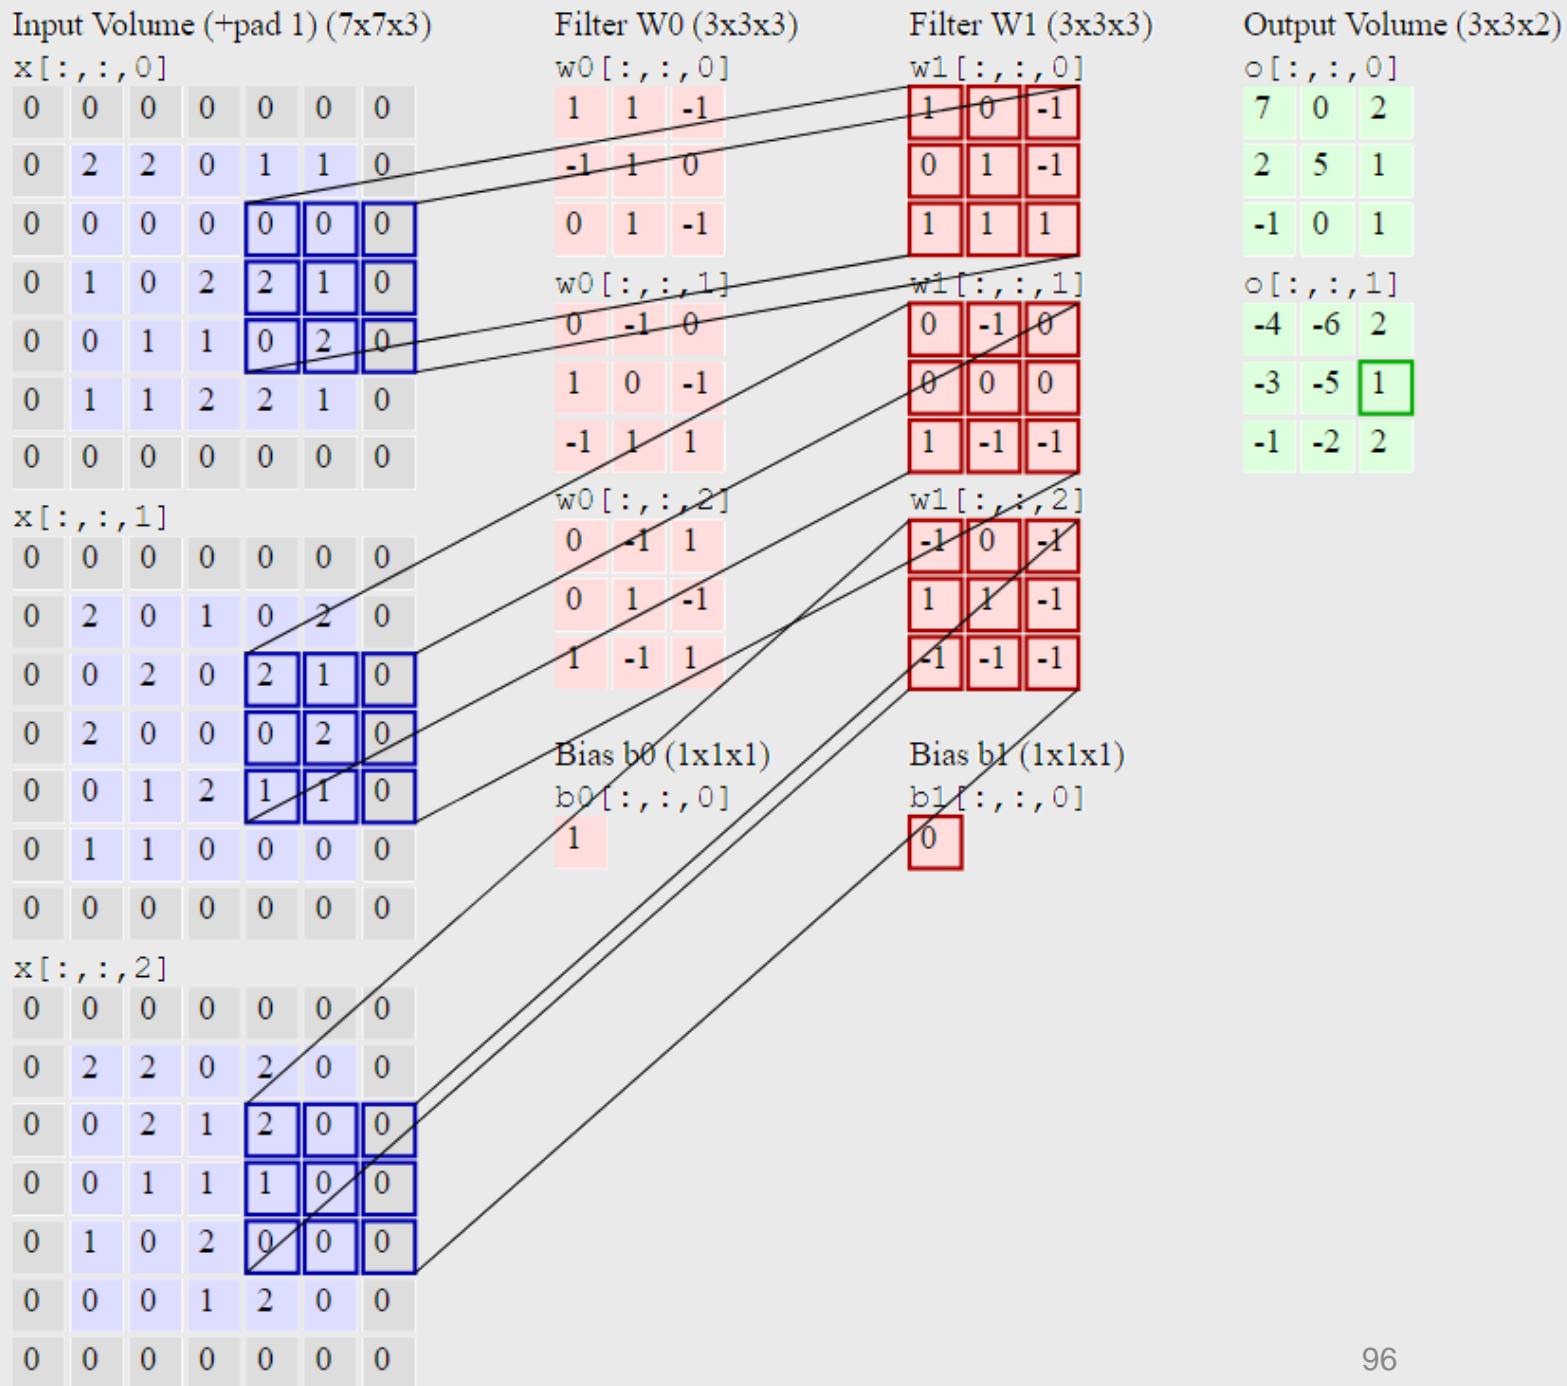 Input Volume (+pad 1) (7x7x3)
x[:,:,0]
0 0 0 0 0 0 0
0 2 2 0 1 1 0
0 0 0 0 0 0 0
0 1 0 2 2 1 0
0 0 1 1 0 2 0
0 1 1 2 2 1 0
0 0 0 0 0 0 0
x[:,:,1]
0 0 0 0 0 0 0
0 2 0 1 0 2 0
0 0 2 0 2 1 0
0 2 0 0 0 2 0
0 0 1 2 1 1 0
0 1 1 0 0 0 0
0 0 0 0 0 0 0
x[:,:,2]
0 0 0 0 0 0 0
0 2 2 0 2 0 0
0 0 2 1 2 0 0
0 0 1 1 1 0 0
0 1 0 2 0 0 0
0 0 0 1 2 0 0
0 0 0 0 0 0 0
Filter W0 (3x3x3)
w0[:,:,0]
1 1 -1
-1 1 0
0 1 -1
w0[:,:,1]
0 -1 0
1 0 -1
-1 1 1
w0[:,:,2]
0 -1 1
0 1 -1
1 -1 1
Bias b0 (1x1x1)
b0[:,:,0]
1
Filter W1 (3x3x3)
w1[:,:,0]
1 0 -1
0 1 -1
1 1 1
w1[:,:,1]
0 -1 0
0 0 0
1 -1 -1
w1[:,:,2]
-1 0 -1
1 1 -1
-1 -1 -1
Bias b1 (1x1x1)
b1[:,:,0]
0
Output Volume (3x3x2)
o[:,:,0]
7 0 2
2 5 1
-1 0 1
o[:,:,1]
-4 -6 2
-3 -5 1
-1 -2 2
96